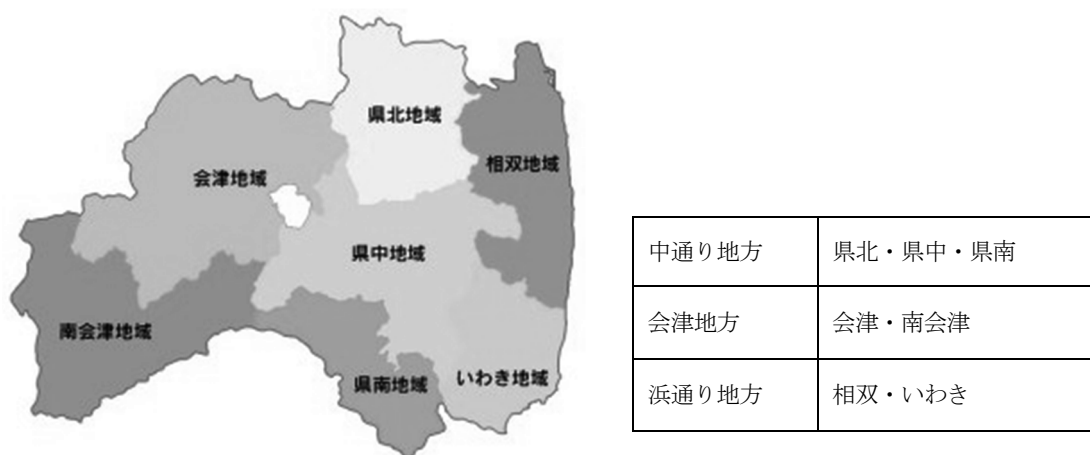 県北地域
相双地域
会津地域
県中地域
南会津地域
県南地域
いわき地域
中通り地方 県北・県中・県南
会津地方 会津・南会津
浜通り地方 相双・いわき